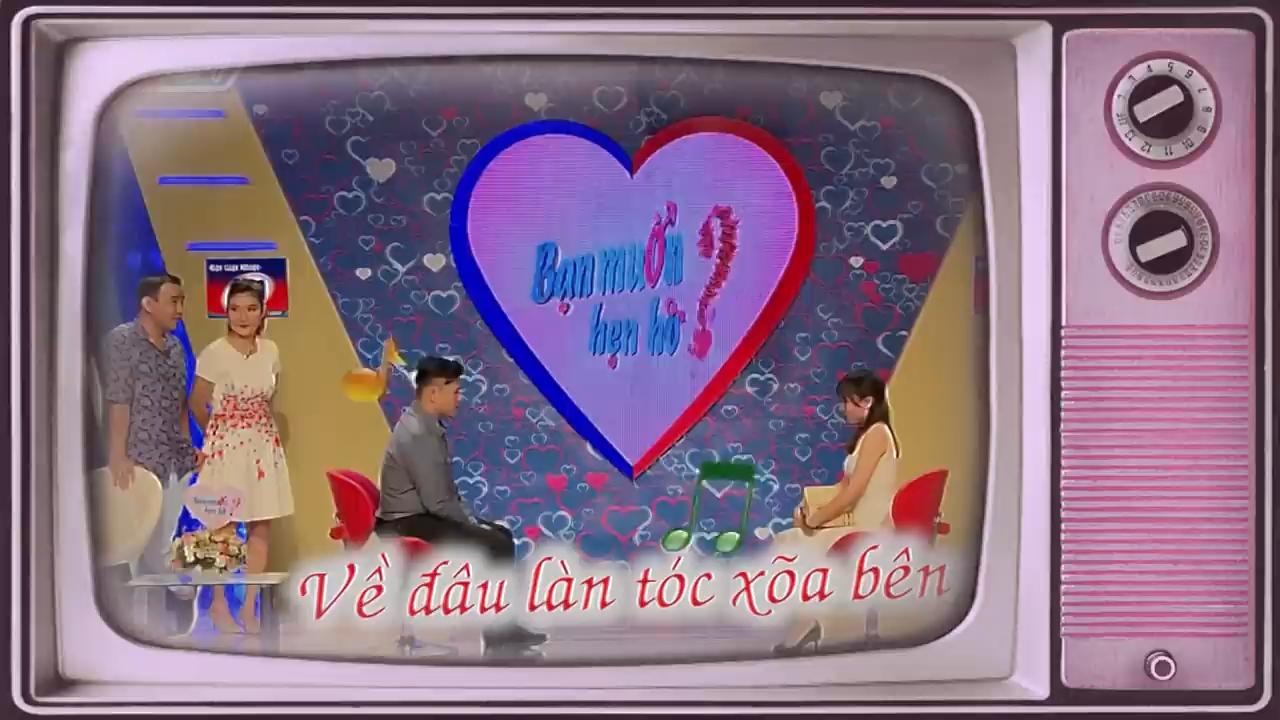 Bạn muốn
hẹn hò?
Về đâu làn tóc xõa bên